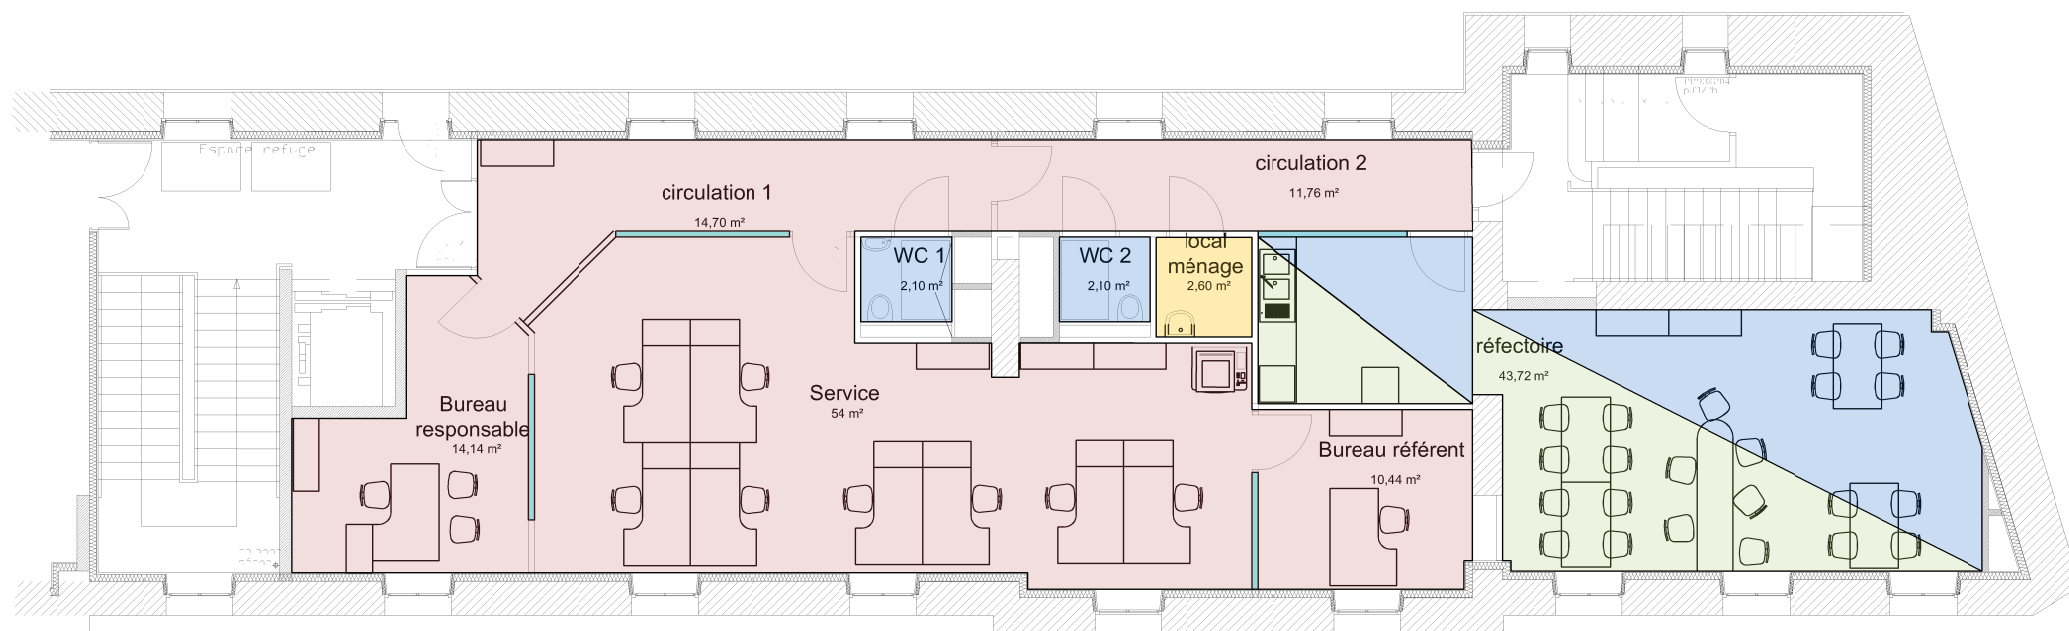 Espace refuge
circulation 1
14,70 m²
circulation 2
11,76 m²
WC 1
2,10 m²
WC 2
2,10 m²
local
ménage
2,60 m²
réfectoire
43,72 m²
Service
54 m²
Bureau
responsable
14,14 m²
Bureau référent
10,44 m²